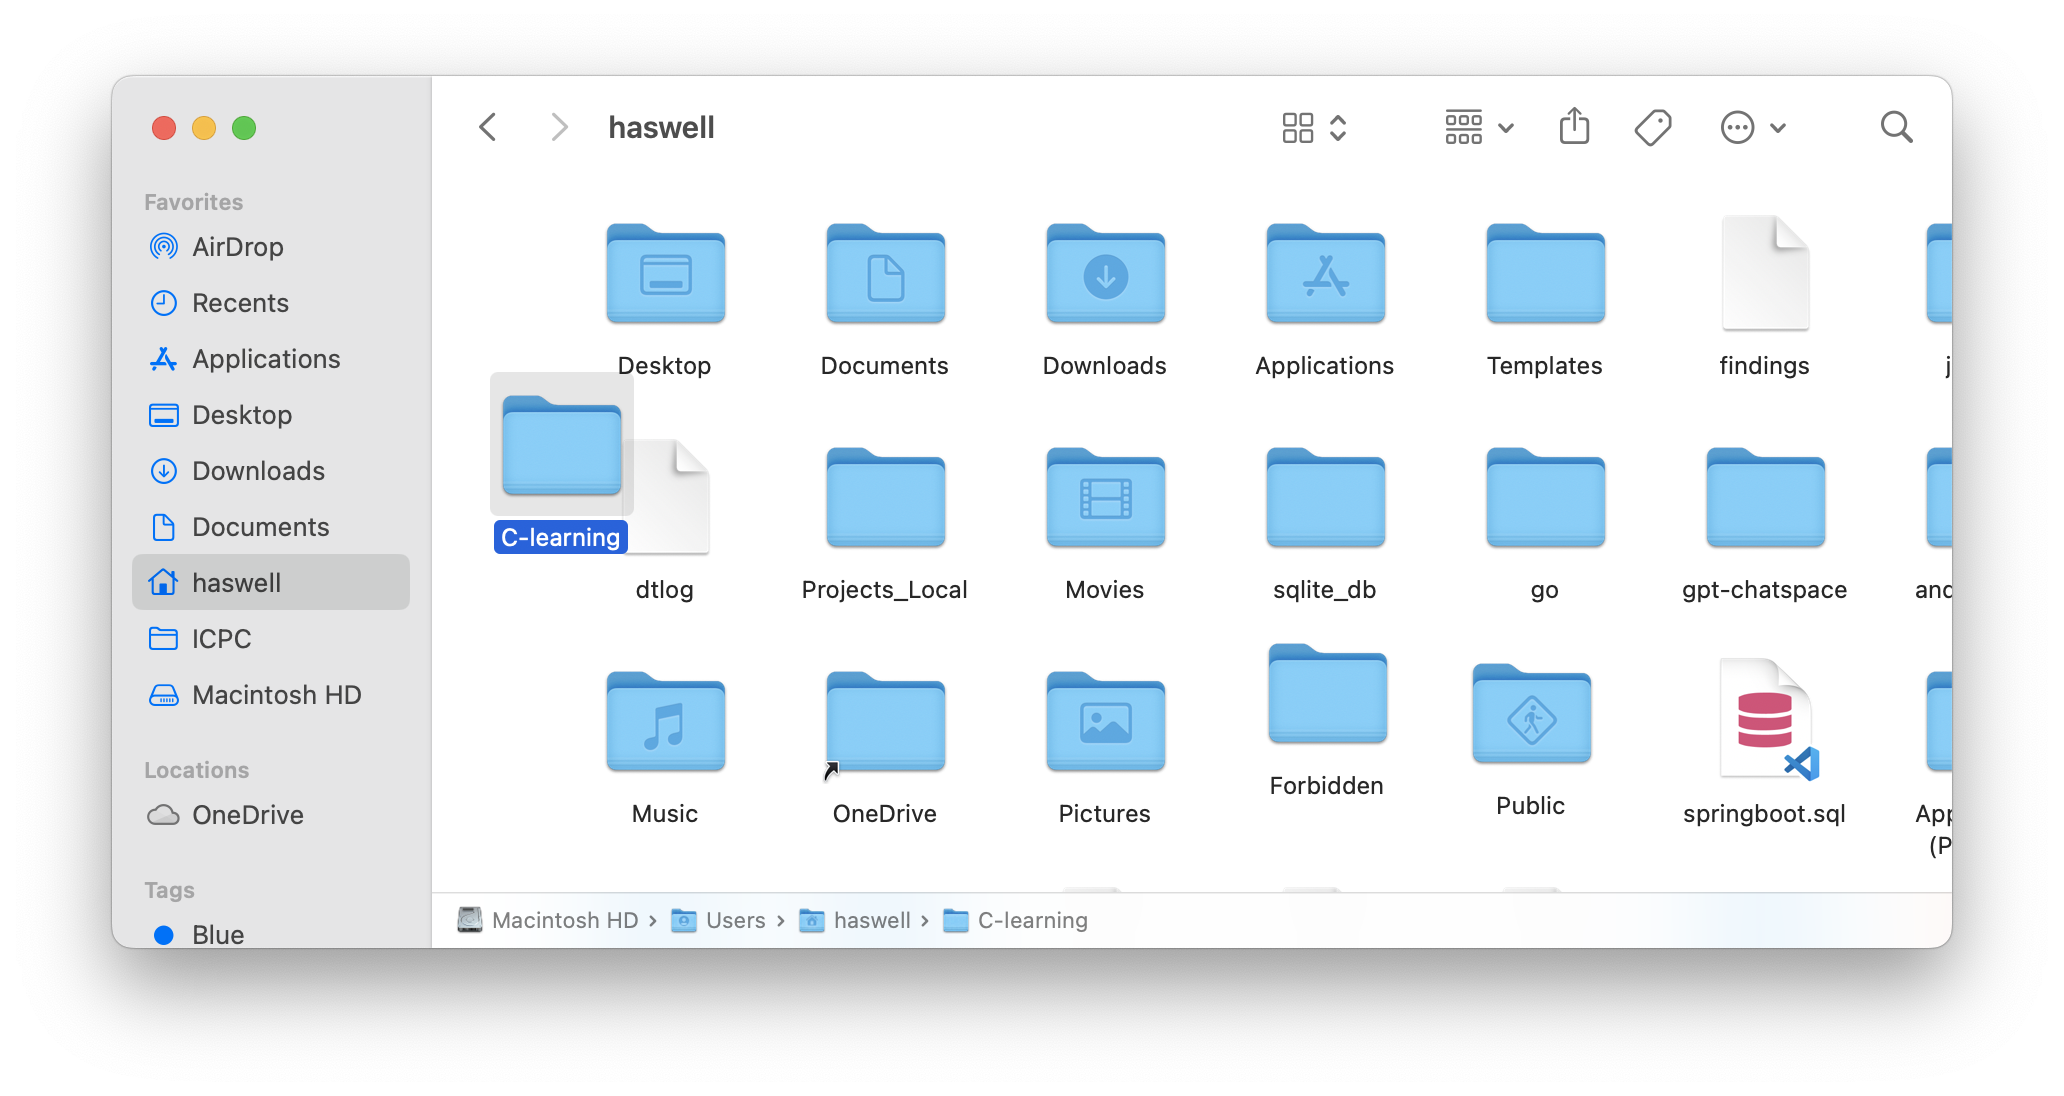 haswell
Favorites
AirDrop
Recents
Applications
Desktop
Downloads
Documents
haswell
ICPC
Macintosh HD
Locations
OneDrive
Tags
Blue
Desktop
Documents
Downloads
Applications
Templates
findings
j
C-learning
dtlog
Projects_Local
Movies
sqlite_db
go
gpt-chatspace
and
Music
OneDrive
Pictures
Forbidden
Public
springboot.sql
App
(P
Macintosh HD › Users › haswell › C-learning